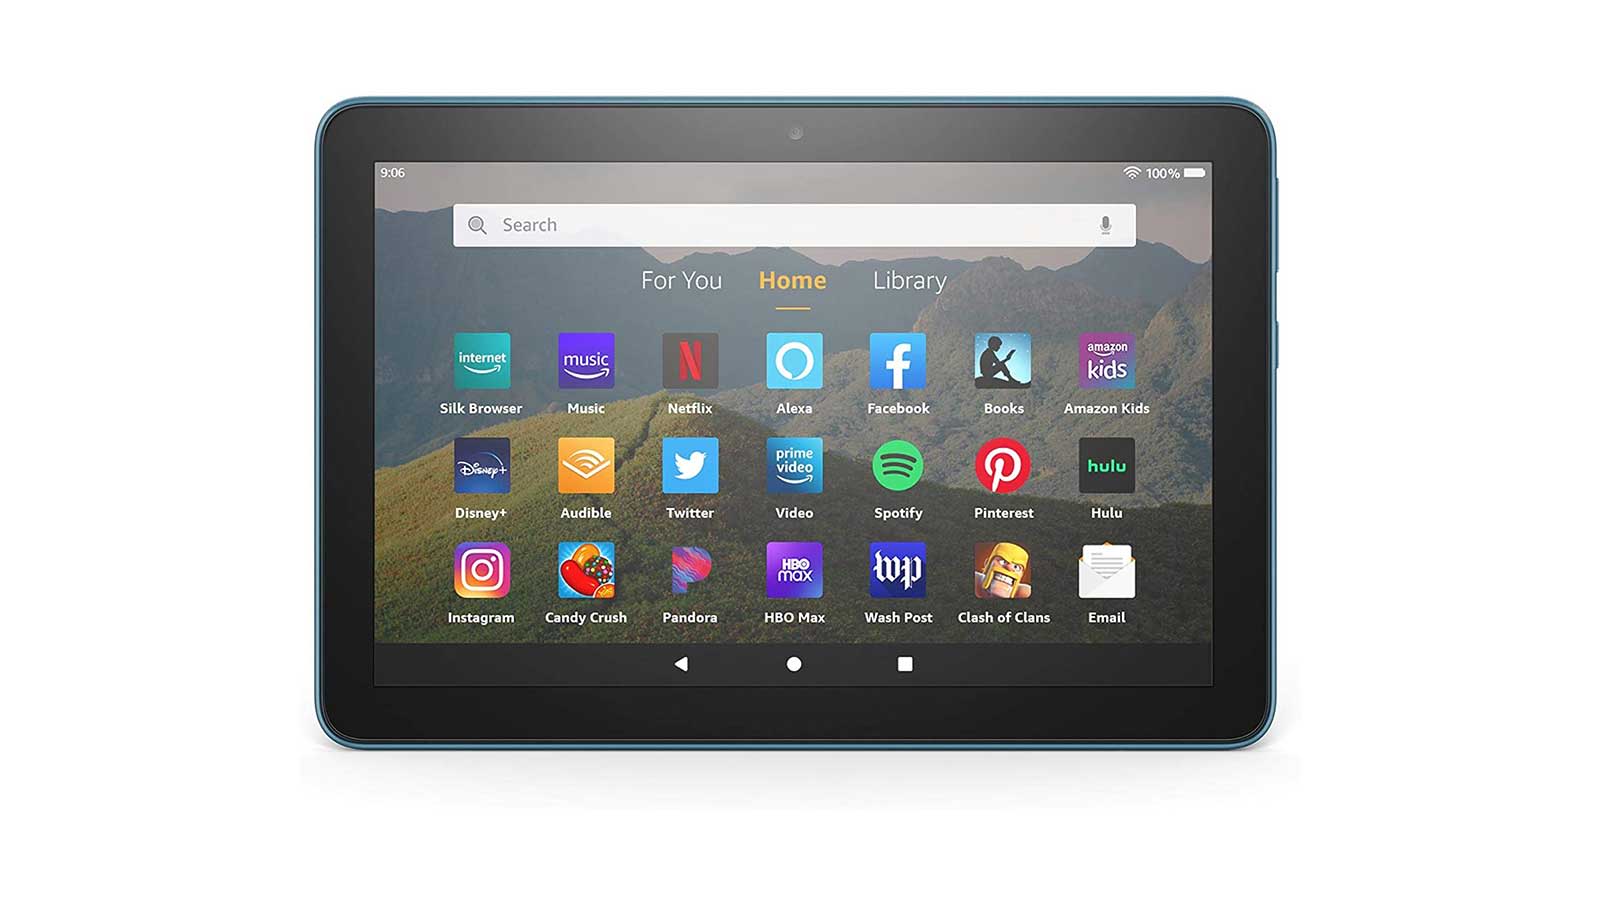 9:06 100%
Search
For You Home Library
internet music N amazon kids
Silk Browser Music Netflix Alexa Facebook Books Amazon Kids
Disney+ prime video hulu
Disney+ Audible Twitter Video Spotify Pinterest Hulu
HBO max wp
Instagram Candy Crush Pandora HBO Max Wash Post Clash of Clans Email